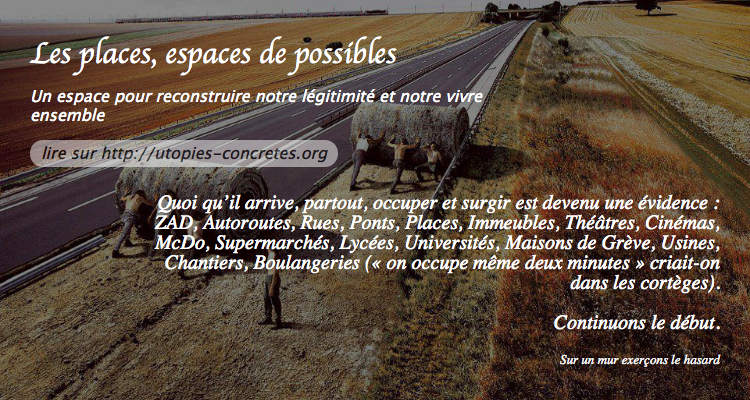 Les places, espaces de possibles
Un espace pour reconstruire notre légitimité et notre vivre
ensemble
lire sur http://utopies-concretes.org
Quoi qu’il arrive, partout, occuper et surgir est devenu une évidence :
ZAD, Autoroutes, Rues, Ponts, Places, Immeubles, Théâtres, Cinémas,
McDo, Supermarchés, Lycées, Universités, Maisons de Grève, Usines,
Chantiers, Boulangeries (« on occupe même deux minutes » criait-on
dans les cortèges).
Continuons le début.
Sur un mur exerçons le hasard